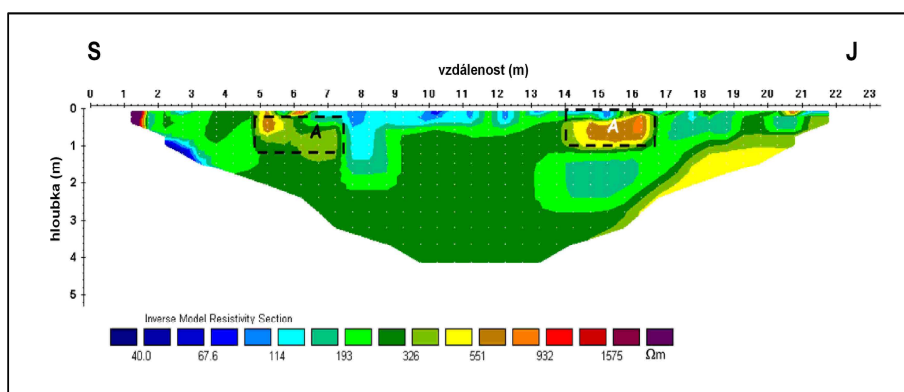 S J
vzdálenost (m)
0 1 2 3 4 5 6 7 8 9 10 11 12 13 14 15 16 17 18 19 20 21 22 23
0
A A
1
2
3
4
5
hloubka (m)
Inverse Model Resistivity Section
40.0 67.6 114 193 326 551 932 1575 Ωm